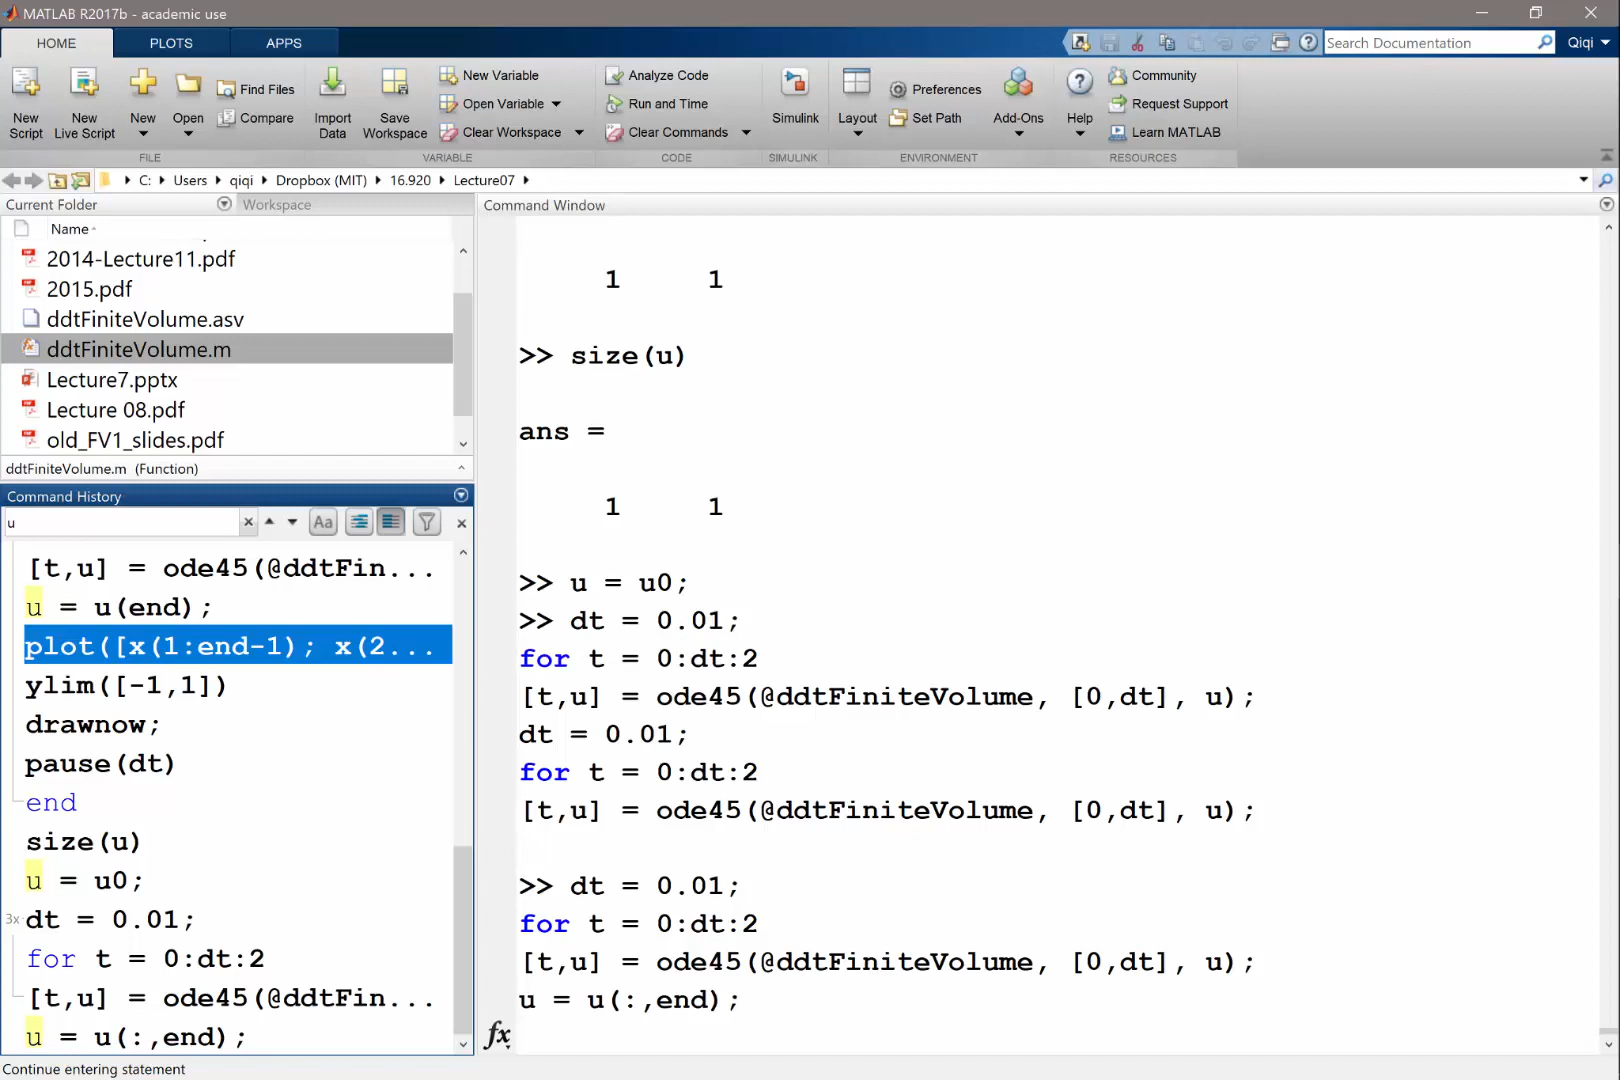 MATLAB R2017b - academic use
HOME PLOTS APPS
Search Documentation
Qiqi
New Script
New Live Script
New
Open
Find Files
Compare
Import Data
Save Workspace
New Variable
Open Variable
Clear Workspace
Analyze Code
Run and Time
Clear Commands
Simulink
Layout
Preferences
Set Path
Add-Ons
Help
Community
Request Support
Learn MATLAB
FILE VARIABLE CODE SIMULINK ENVIRONMENT RESOURCES
C: Users qiqi Dropbox (MIT) 16.920 Lecture07
Current Folder
Workspace
Name
2014-Lecture11.pdf
2015.pdf
ddtFiniteVolume.asv
ddtFiniteVolume.m
Lecture7.pptx
Lecture 08.pdf
old_FV1_slides.pdf
ddtFiniteVolume.m (Function)
Command History
u
Aa
[t,u] = ode45(@ddtFin...
u = u(end);
plot([x(1:end-1); x(2...
ylim([-1,1])
drawnow;
pause(dt)
end
size(u)
u = u0;
3x dt = 0.01;
for t = 0:dt:2
[t,u] = ode45(@ddtFin...
u = u(:,end);
Command Window
1 1
>> size(u)
ans =
1 1
>> u = u0;
>> dt = 0.01;
for t = 0:dt:2
[t,u] = ode45(@ddtFiniteVolume, [0,dt], u);
dt = 0.01;
for t = 0:dt:2
[t,u] = ode45(@ddtFiniteVolume, [0,dt], u);
>> dt = 0.01;
for t = 0:dt:2
[t,u] = ode45(@ddtFiniteVolume, [0,dt], u);
u = u(:,end);
fx
Continue entering statement